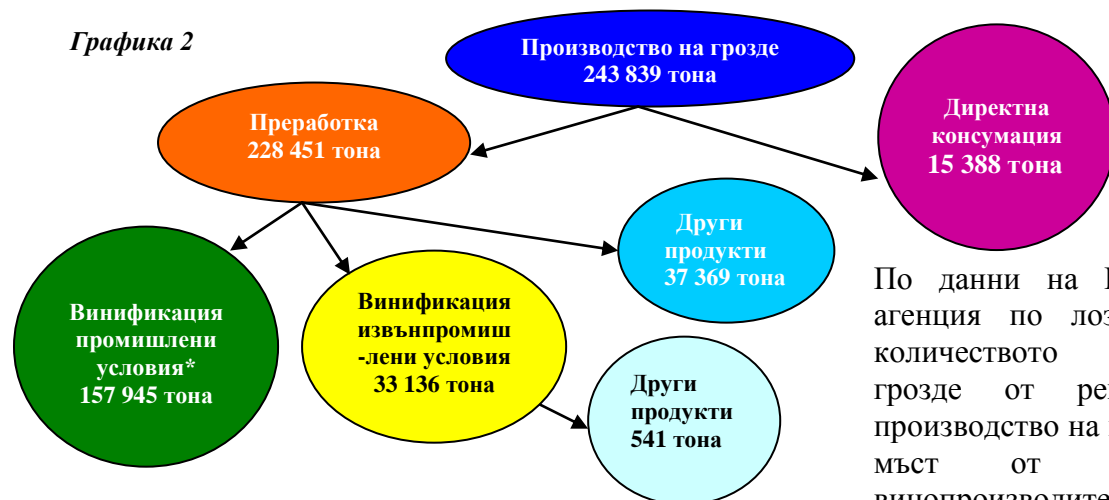 Графика 2
Производство на грозде
243 839 тона
Директна
консумация
15 388 тона
Преработка
228 451 тона
Други
продукти
37 369 тона
Винификация
промишлени
условия*
157 945 тона
Винификация
извънпромиш
-лени условия
33 136 тона
Други
продукти
541 тона
По данни на
агенция по
количеството
грозде от
производство на
мъст от